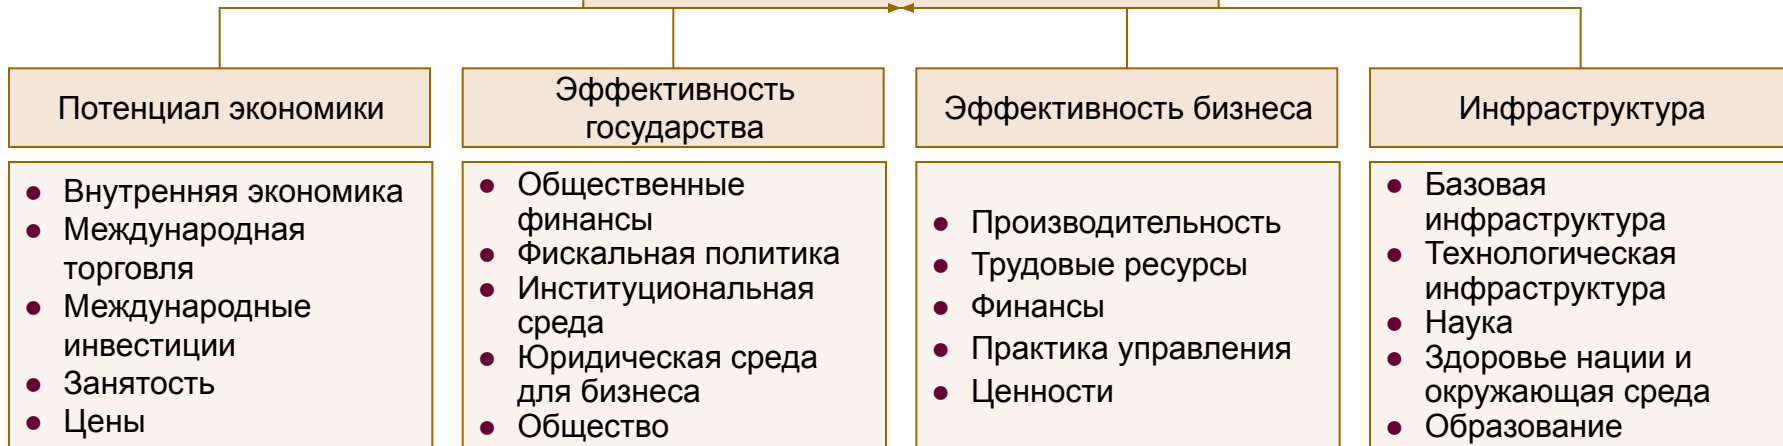 Потенциал экономики
Эффективность
государства
Эффективность бизнеса
Инфраструктура
● Внутренняя экономика
● Международная
торговля
● Международные
инвестиции
● Занятость
● Цены
● Общественные
финансы
● Фискальная политика
● Институциональная
среда
● Юридическая среда
для бизнеса
● Общество
● Производительность
● Трудовые ресурсы
● Финансы
● Практика управления
● Ценности
● Базовая
инфраструктура
● Технологическая
инфраструктура
● Наука
● Здоровье нации и
окружающая среда
● Образование